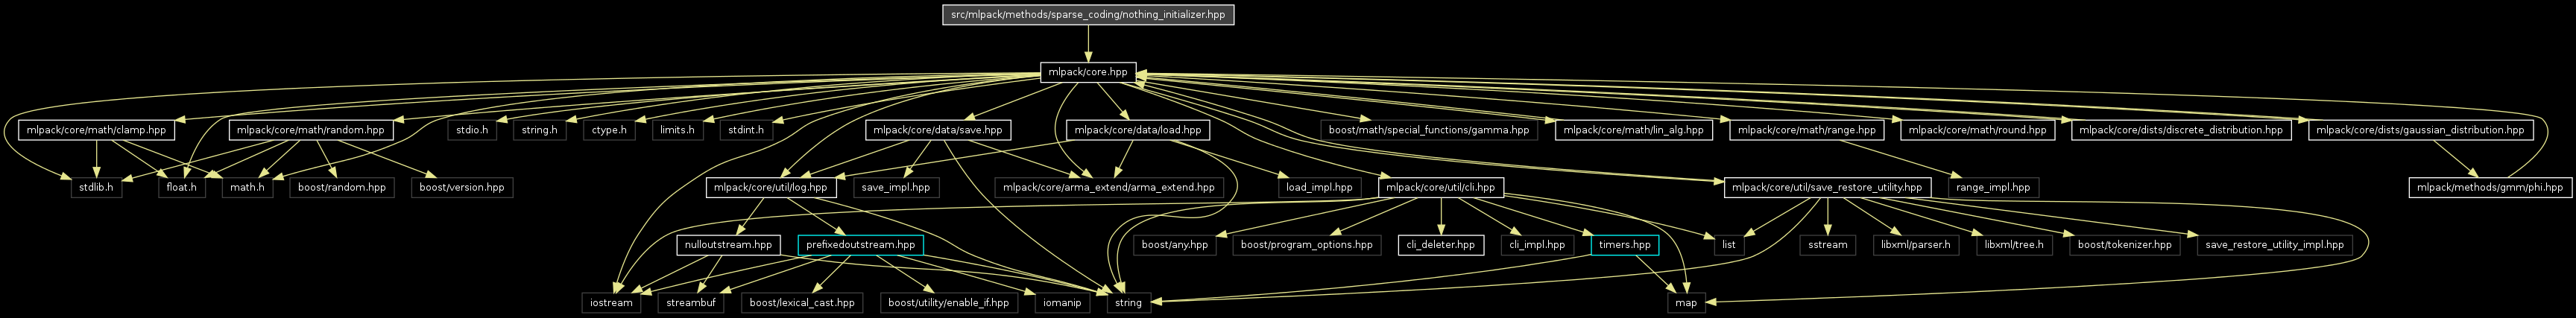 src/mlpack/methods/sparse_coding/nothing_initializer.hpp
mlpack/core.hpp
mlpack/core/math/clamp.hpp
mlpack/core/math/random.hpp
stdio.h
string.h
ctype.h
limits.h
stdint.h
mlpack/core/data/save.hpp
mlpack/core/data/load.hpp
boost/math/special_functions/gamma.hpp
mlpack/core/math/lin_alg.hpp
mlpack/core/math/range.hpp
mlpack/core/math/round.hpp
mlpack/core/dists/discrete_distribution.hpp
mlpack/core/dists/gaussian_distribution.hpp
stdlib.h
float.h
math.h
boost/random.hpp
boost/version.hpp
mlpack/core/util/log.hpp
save_impl.hpp
mlpack/core/arma_extend/arma_extend.hpp
load_impl.hpp
mlpack/core/util/cli.hpp
mlpack/core/util/save_restore_utility.hpp
range_impl.hpp
mlpack/methods/gmm/phi.hpp
nulloutstream.hpp
prefixedoutstream.hpp
boost/any.hpp
boost/program_options.hpp
cli_deleter.hpp
cli_impl.hpp
timers.hpp
list
sstream
libxml/parser.h
libxml/tree.h
boost/tokenizer.hpp
save_restore_utility_impl.hpp
iostream
streambuf
boost/lexical_cast.hpp
boost/utility/enable_if.hpp
iomanip
string
map